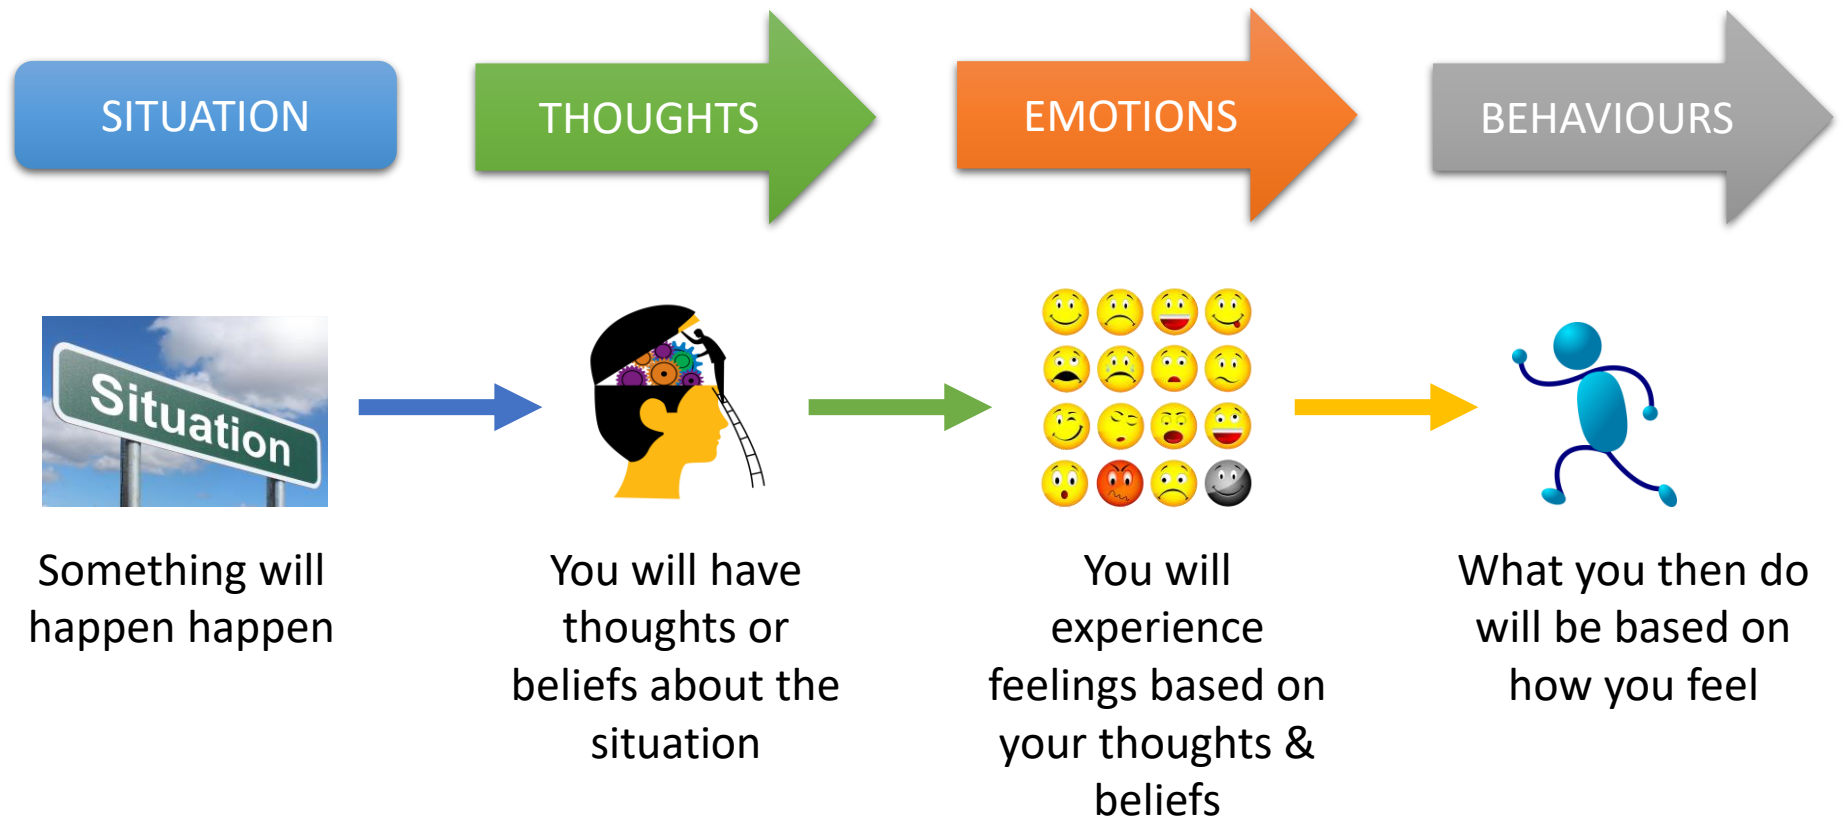 SITUATION
THOUGHTS
EMOTIONS
BEHAVIOURS
Situation
Something will
happen happen
You will have
thoughts or
beliefs about the
situation
You will
experience
feelings based on
your thoughts &
beliefs
What you then do
will be based on
how you feel